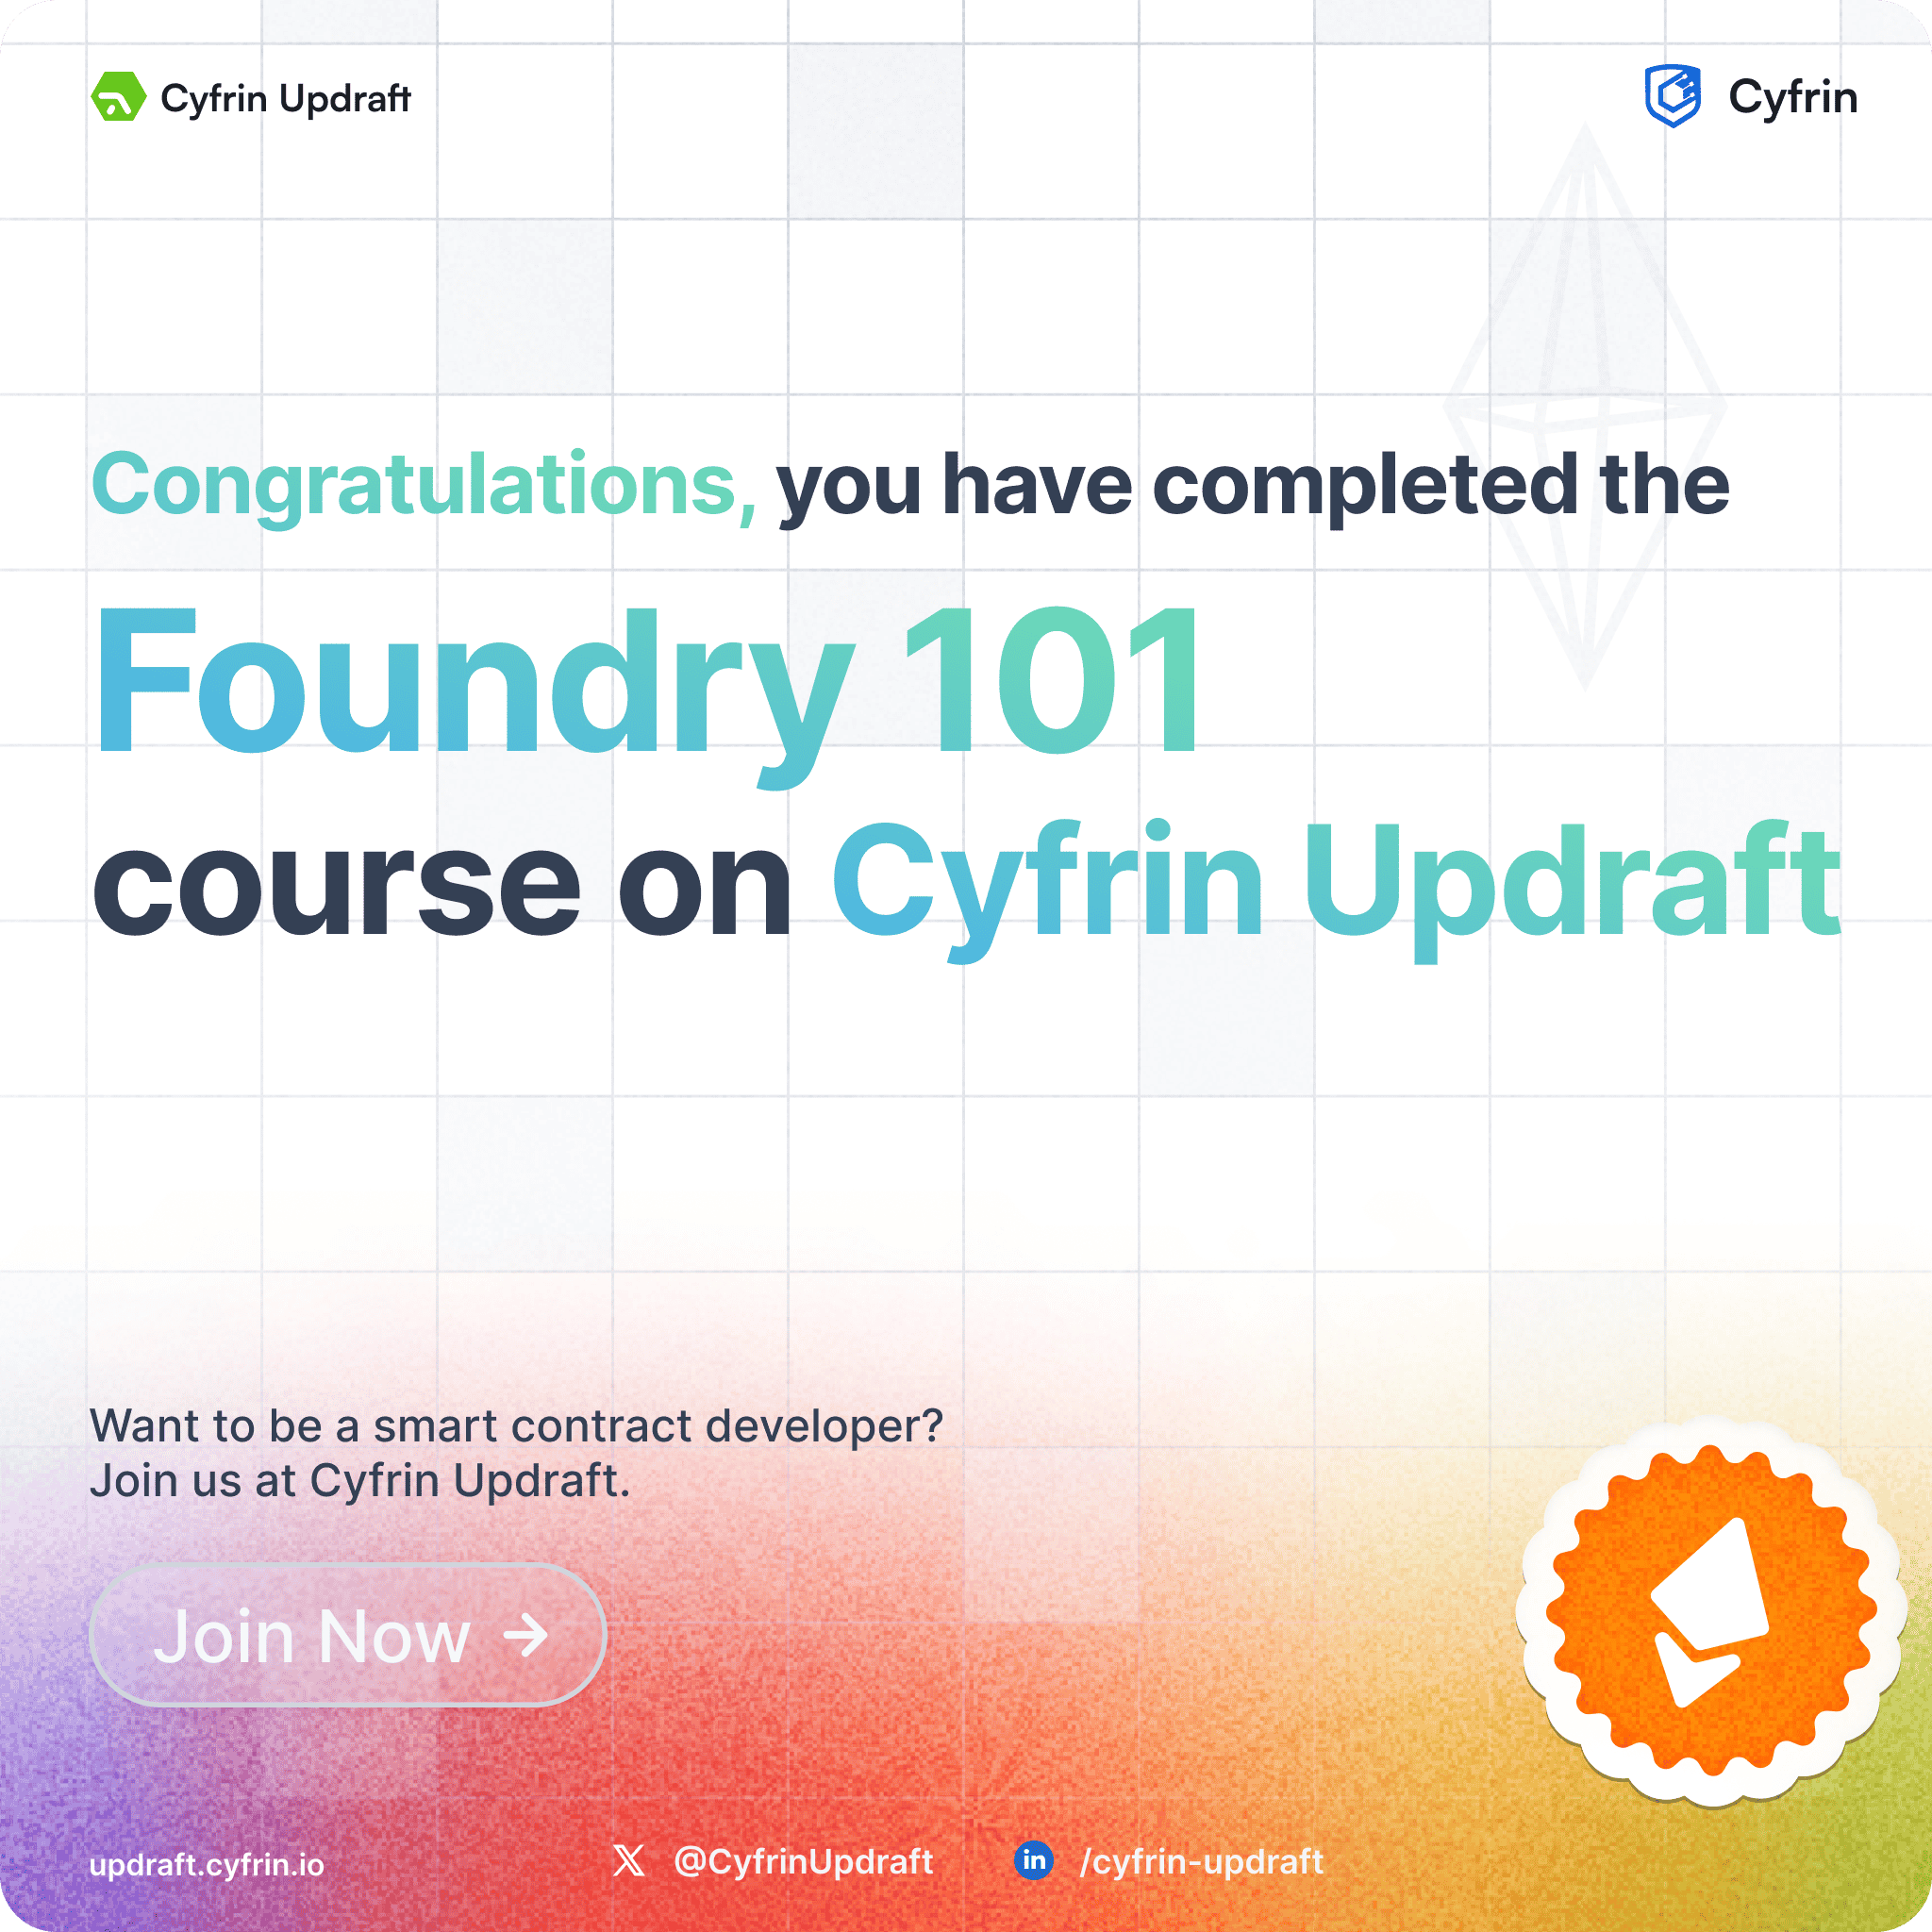 Cyfrin Updraft
Cyfrin
Congratulations, you have completed the
Foundry 101
course on Cyfrin Updraft
Want to be a smart contract developer?
Join us at Cyfrin Updraft.
Join Now →
updraft.cyfrin.io
@CyfrinUpdraft
in
/cyfrin-updraft